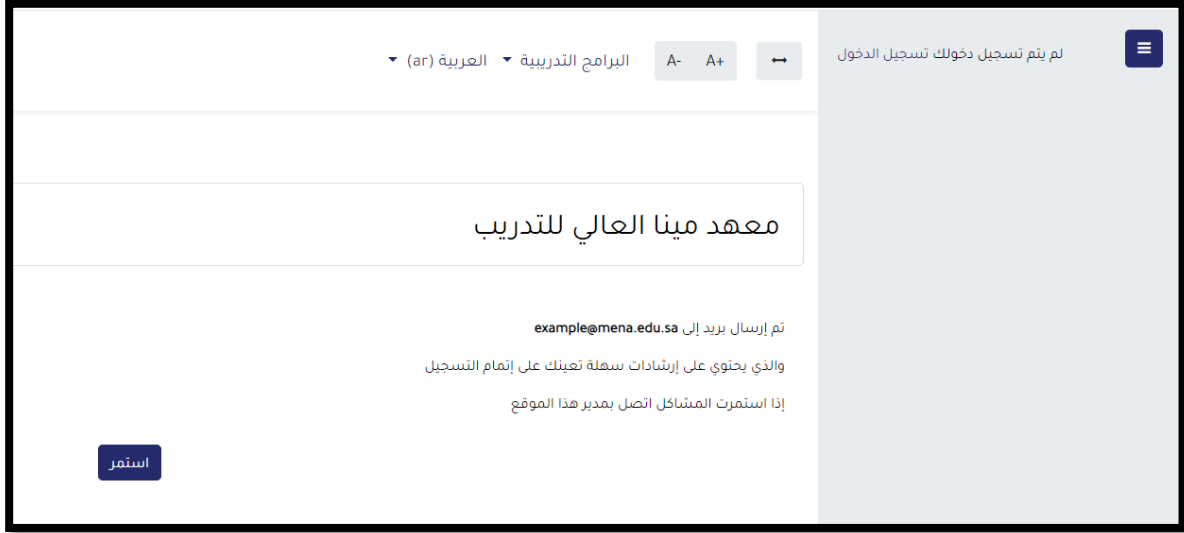 لم يتم تسجيل دخولك تسجيل الدخول
A+ A- البرامج التدريبية العربية (ar)
معهد مينا العالي للتدريب
تم إرسال بريد إلى example@mena.edu.sa
والذي يحتوي على إرشادات سهلة تعينك على إتمام التسجيل
إذا استمرت المشاكل اتصل بمدير هذا الموقع
استمر